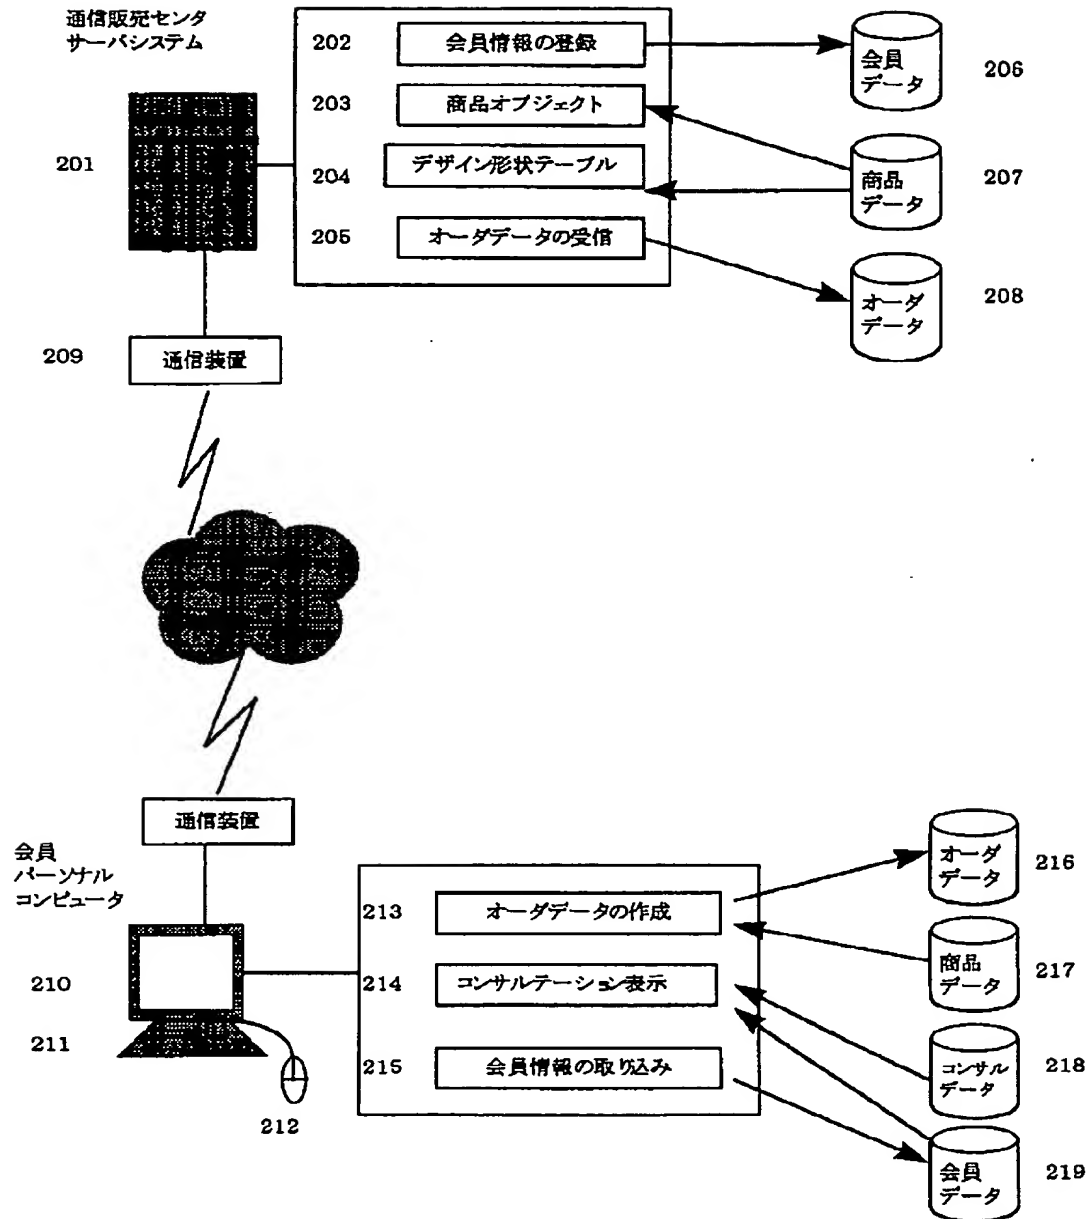 通信販売センタ
サーバシステム
201
202
会員情報の登録
203
商品オブジェクト
204
デザイン形状テーブル
205
オーダデータの受信
会員
データ
206
商品
データ
207
オーダ
データ
208
209
通信装置
通信装置
会員
パーソナル
コンピュータ
210
211
212
213
オーダデータの作成
214
コンサルテーション表示
215
会員情報の取り込み
オーダ
データ
216
商品
データ
217
コンサル
データ
218
会員
データ
219